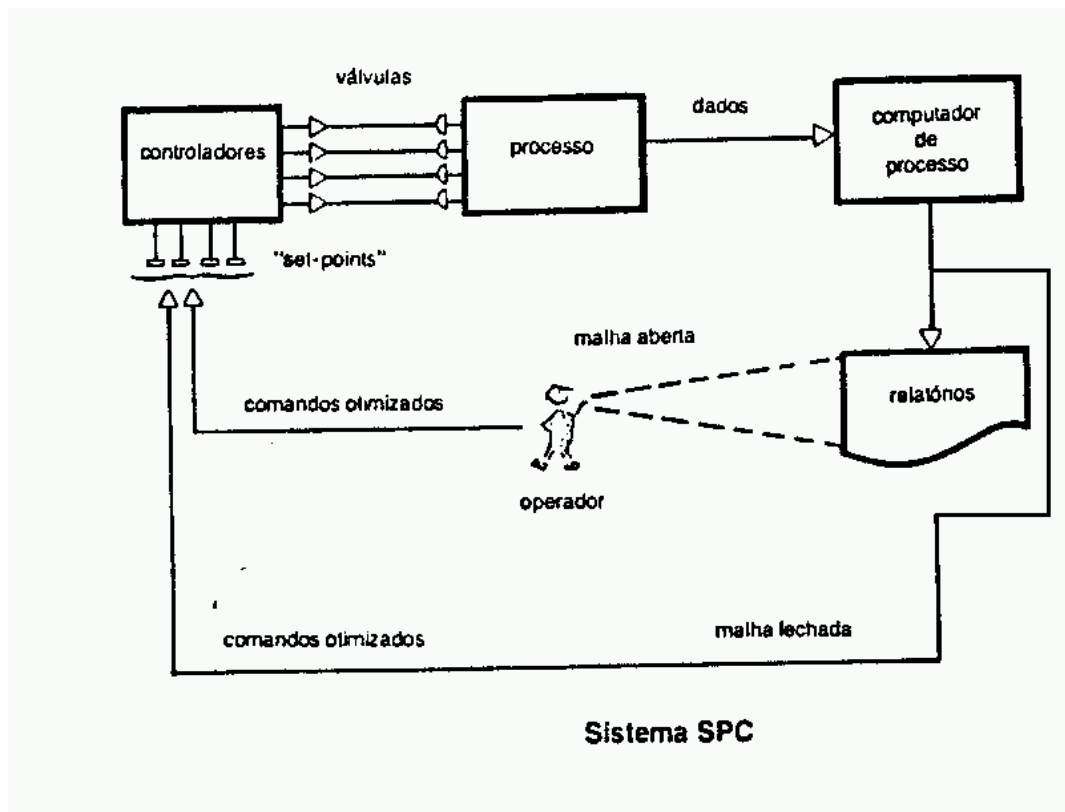 válvulas
controladores
processo
dados
computador
de
processo
"set-points"
malha aberta
relatórios
comandos otimizados
operador
comandos otimizados
malha fechada
Sistema SPC